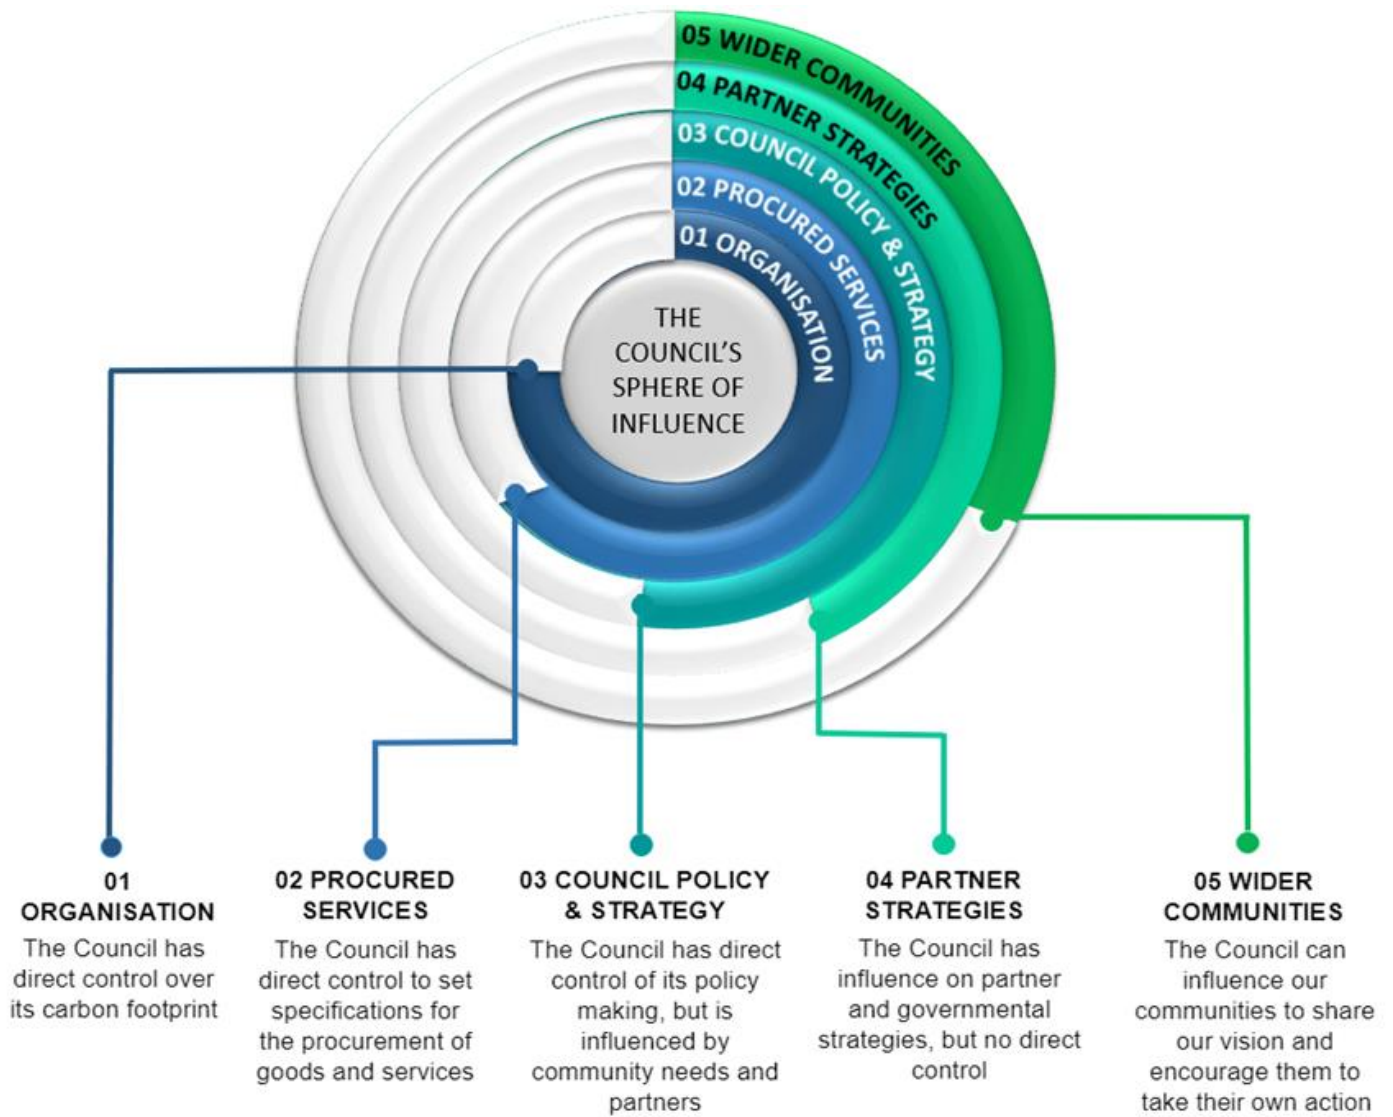 05 WIDER COMMUNITIES
04 PARTNER STRATEGIES
03 COUNCIL POLICY & STRATEGY
02 PROCURED SERVICES
01 ORGANISATION
THE
COUNCIL'S
SPHERE OF
INFLUENCE
01
ORGANISATION
The Council has
direct control over
its carbon footprint
02 PROCURED
SERVICES
The Council has
direct control to set
specifications for
the procurement of
goods and services
03 COUNCIL POLICY
& STRATEGY
The Council has direct
control of its policy
making, but is
influenced by
community needs and
partners
04 PARTNER
STRATEGIES
The Council has
influence on partner
and governmental
strategies, but no direct
control
05 WIDER
COMMUNITIES
The Council can
influence our
communities to share
our vision and
encourage them to
take their own action